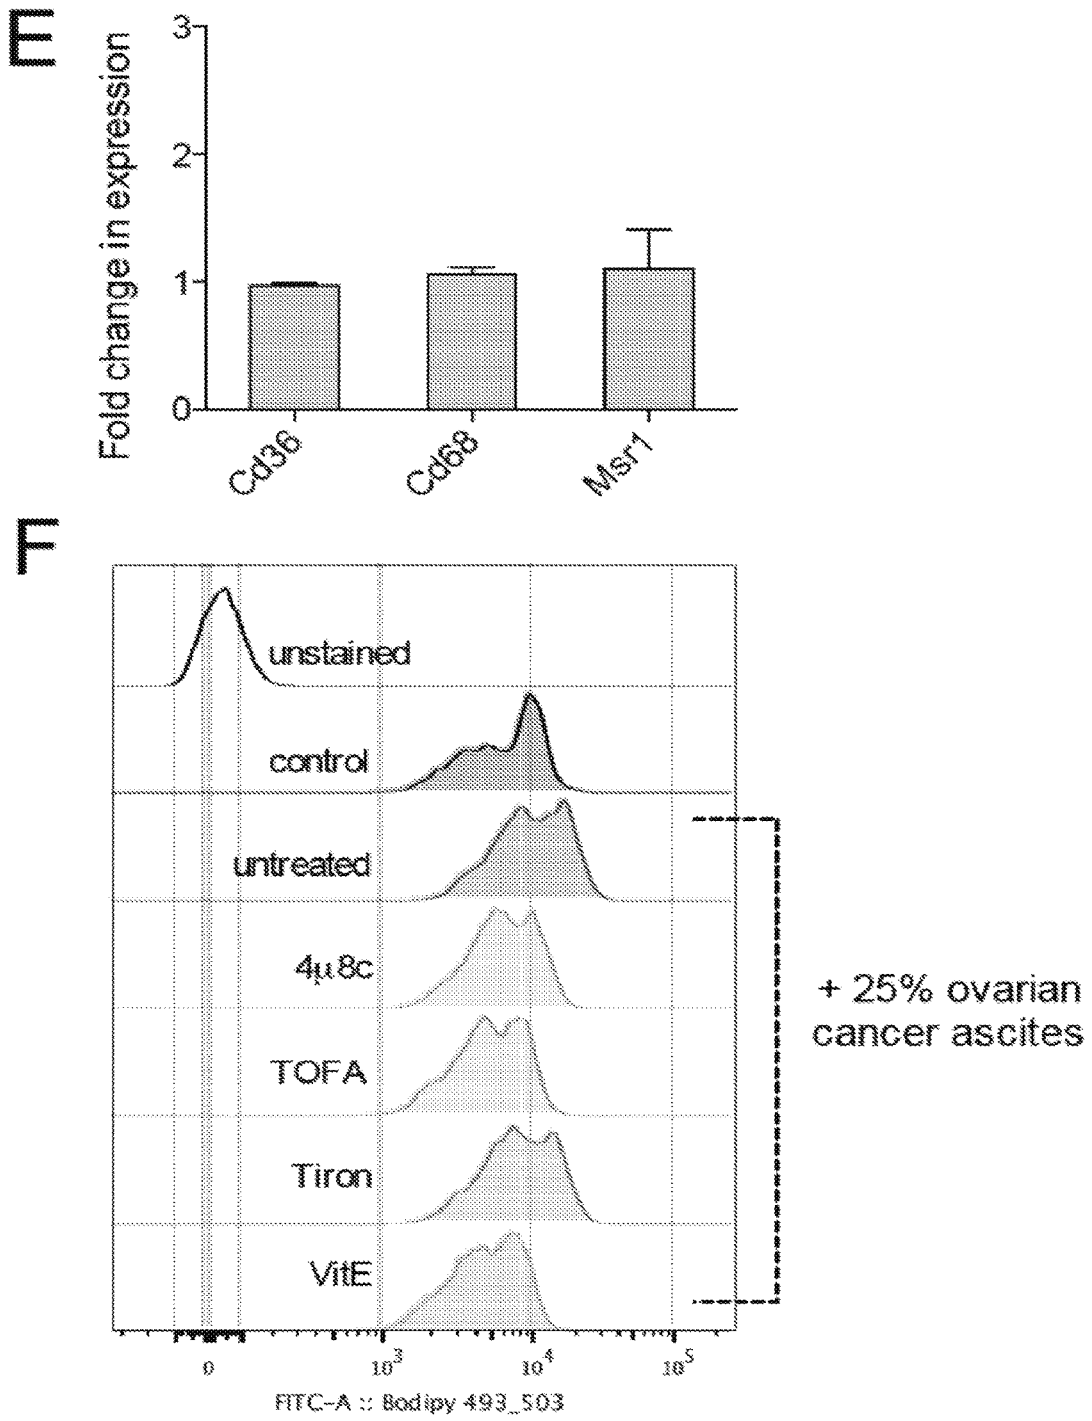 E
Fold change in expression
3
2
1
0
Cd36
Cd68
Msr1
F
unstained
control
untreated
4μ8c
TOFA
Tiron
VitE
+ 25% ovarian
cancer ascites
0
10³
10⁴
10⁵
FITC-A :: Bodipy 493_503